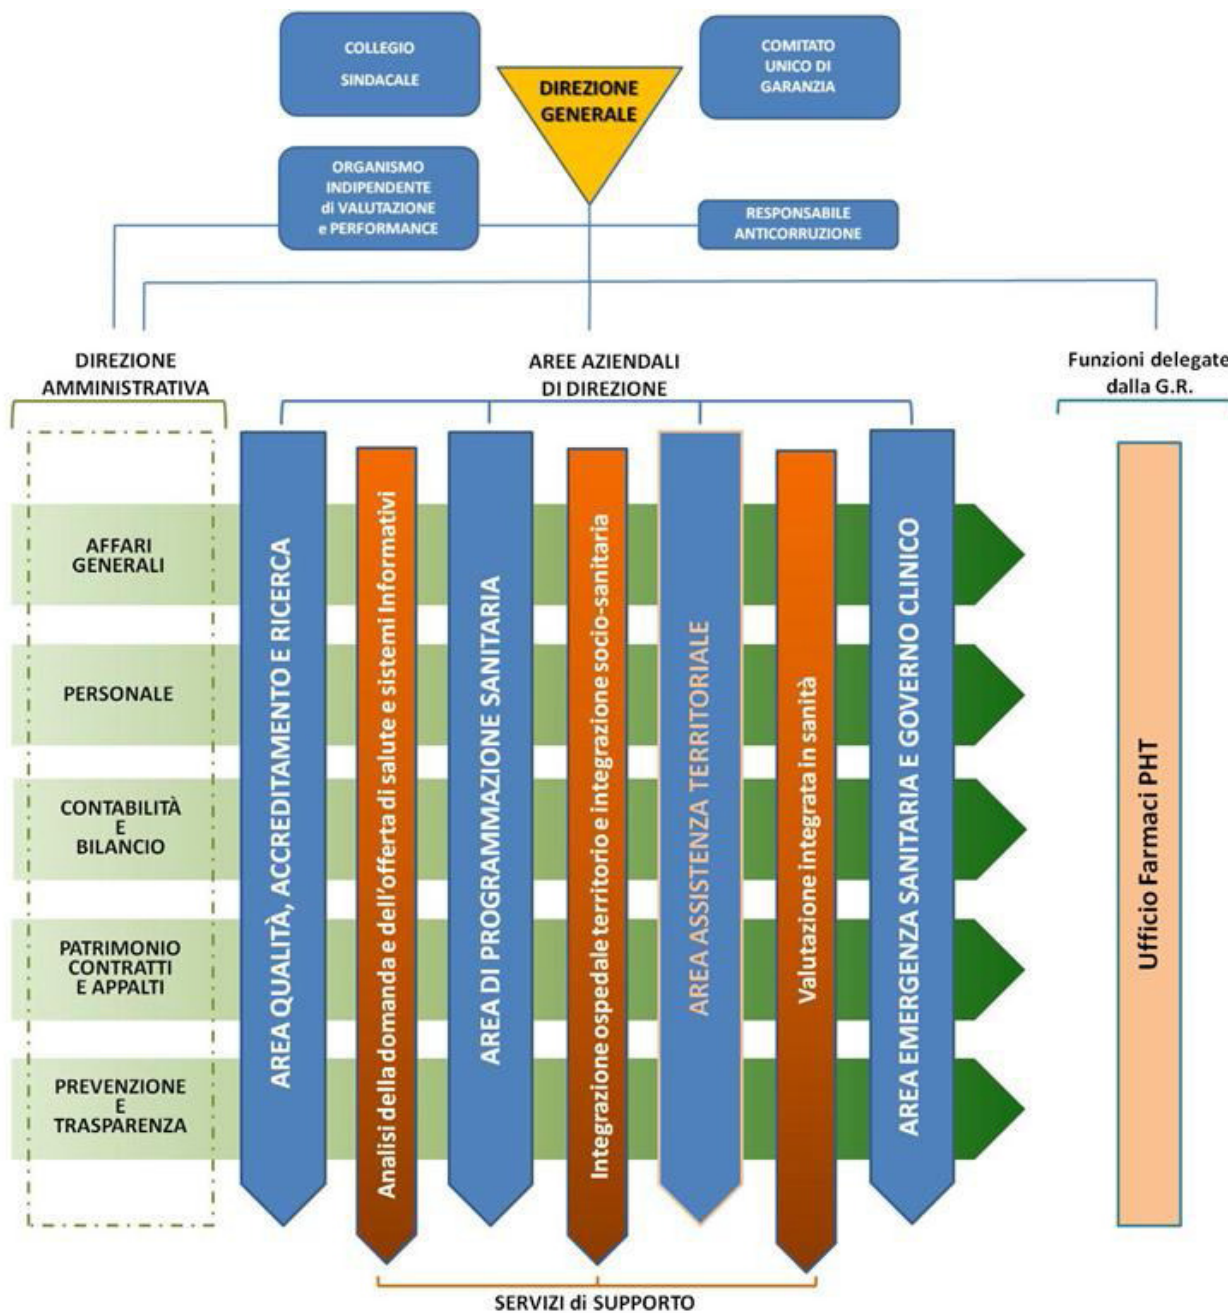 COLLEGIO
SINDACALE
DIREZIONE
GENERALE
COMITATO
UNICO DI
GARANZIA
ORGANISMO
INDIPENDENTE
di VALUTAZIONE
e PERFORMANCE
RESPONSABILE
ANTICORRUZIONE
DIREZIONE
AMMINISTRATIVA
AREE AZIENDALI
DI DIREZIONE
Funzioni delegate
dalla G.R.
AFFARI
GENERALI
PERSONALE
CONTABILITÀ
E
BILANCIO
PATRIMONIO
CONTRATTI
E APPALTI
PREVENZIONE
E
TRASPARENZA
AREA QUALITÀ, ACCREDITAMENTO E RICERCA
Analisi della domanda e dell'offerta di salute e sistemi Informativi
AREA DI PROGRAMMAZIONE SANITARIA
Integrazione ospedale territorio e integrazione socio-sanitaria
AREA ASSISTENZA TERRITORIALE
Valutazione integrata in sanità
AREA EMERGENZA SANITARIA E GOVERNO CLINICO
Ufficio Farmaci PHT
SERVIZI di SUPPORTO